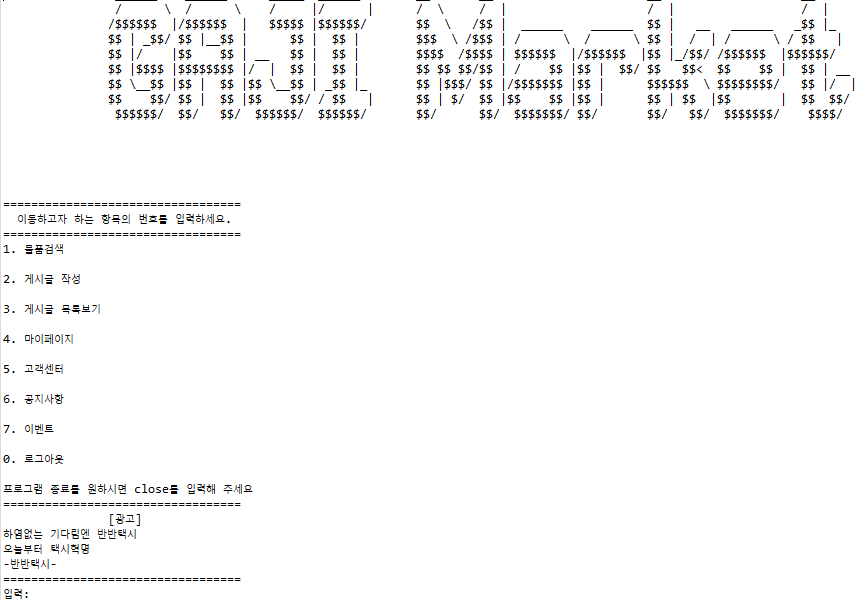 GAJI Market
==================================
이동하고자 하는 항목의 번호를 입력하세요.
==================================
1. 물품검색
2. 게시글 작성
3. 게시글 목록보기
4. 마이페이지
5. 고객센터
6. 공지사항
7. 이벤트
0. 로그아웃
프로그램 종료를 원하시면 close를 입력해 주세요
==================================
[광고]
하염없는 기다림엔 반반택시
오늘부터 택시혁명
-반반택시-
==================================
입력: